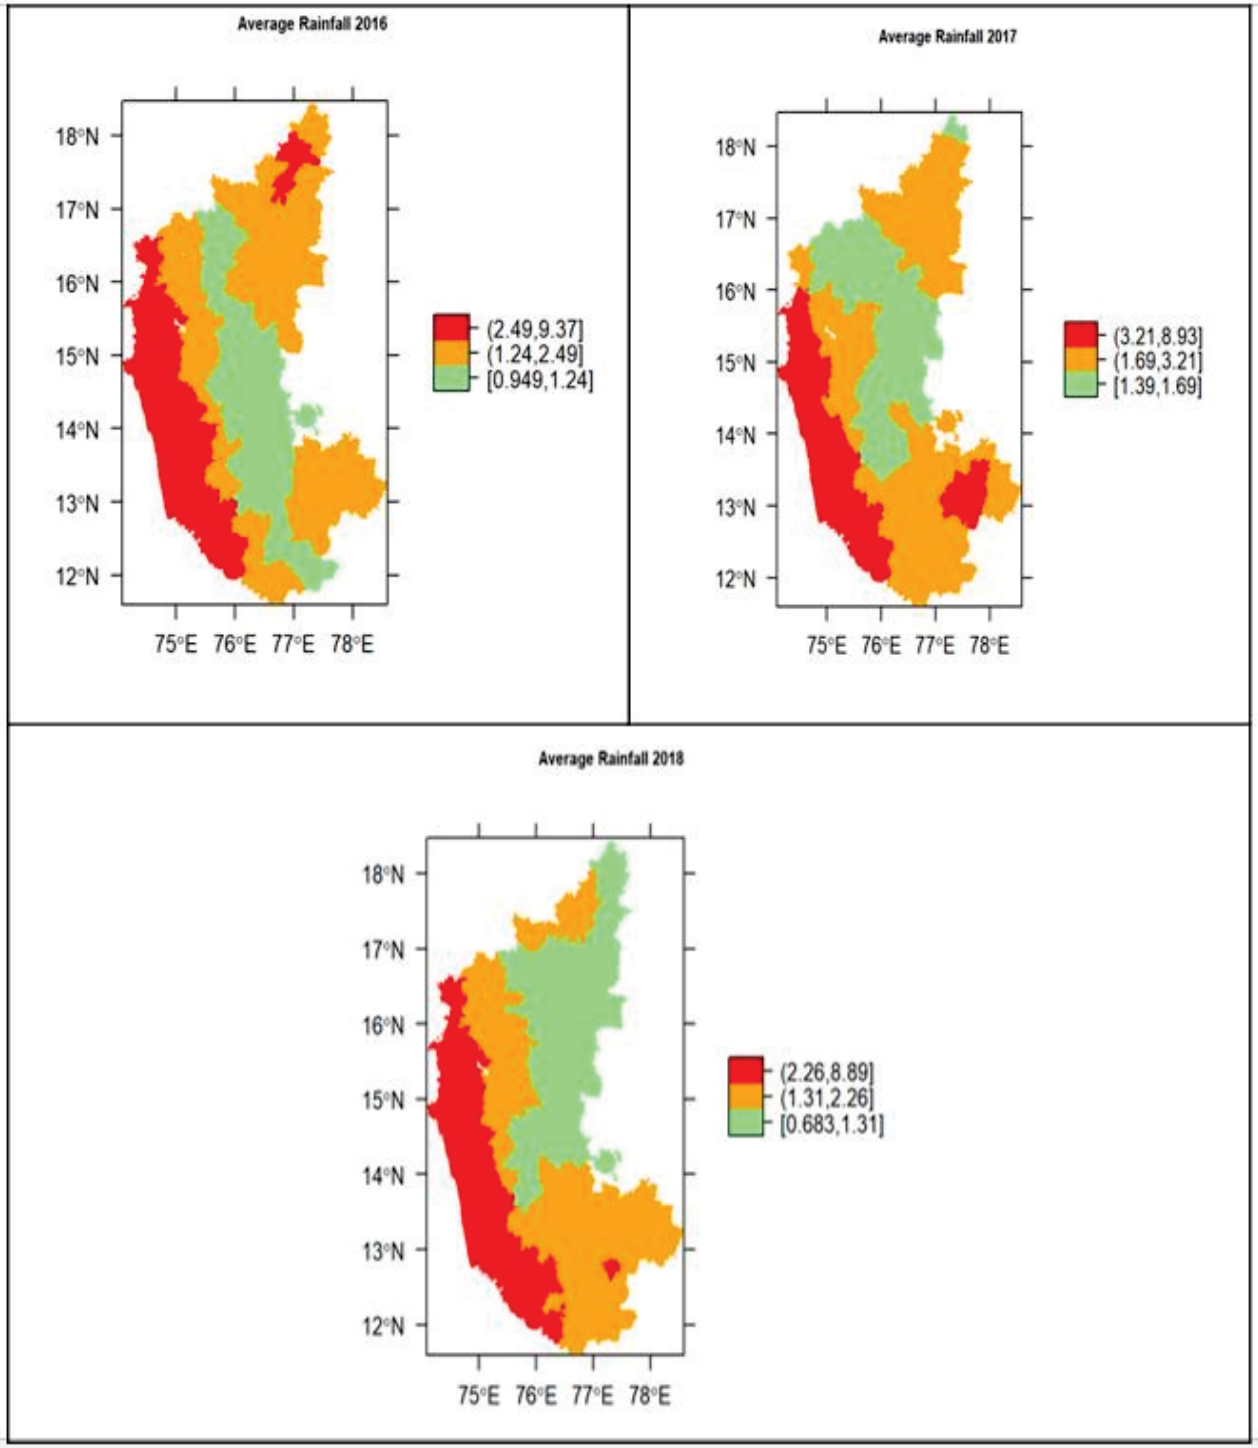 Average Rainfall 2016
18°N
17°N
16°N
15°N
14°N
13°N
12°N
75°E 76°E 77°E 78°E
(2.49,9.37]
(1.24,2.49]
[0.949,1.24]
Average Rainfall 2017
18°N
17°N
16°N
15°N
14°N
13°N
12°N
75°E 76°E 77°E 78°E
(3.21,8.93]
(1.69,3.21]
[1.39,1.69]
Average Rainfall 2018
18°N
17°N
16°N
15°N
14°N
13°N
12°N
75°E 76°E 77°E 78°E
(2.26,8.89]
(1.31,2.26]
[0.683,1.31]